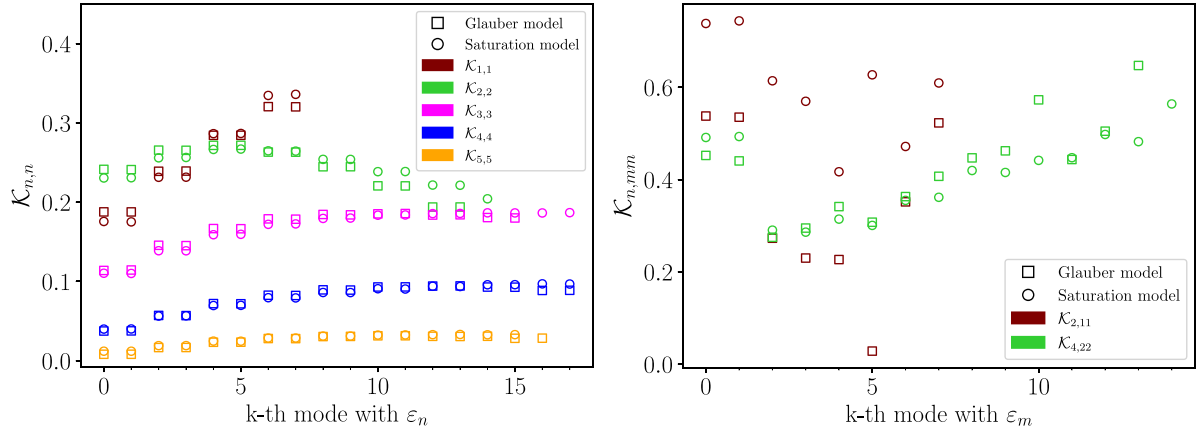 0.4
0.3
0.2
0.1
0.0
𝒦n,n
0
5
10
15
k-th mode with εn
Glauber model
Saturation model
𝒦1,1
𝒦2,2
𝒦3,3
𝒦4,4
𝒦5,5
0.6
0.4
0.2
0.0
𝒦n,mm
0
5
10
k-th mode with εm
Glauber model
Saturation model
𝒦2,11
𝒦4,22